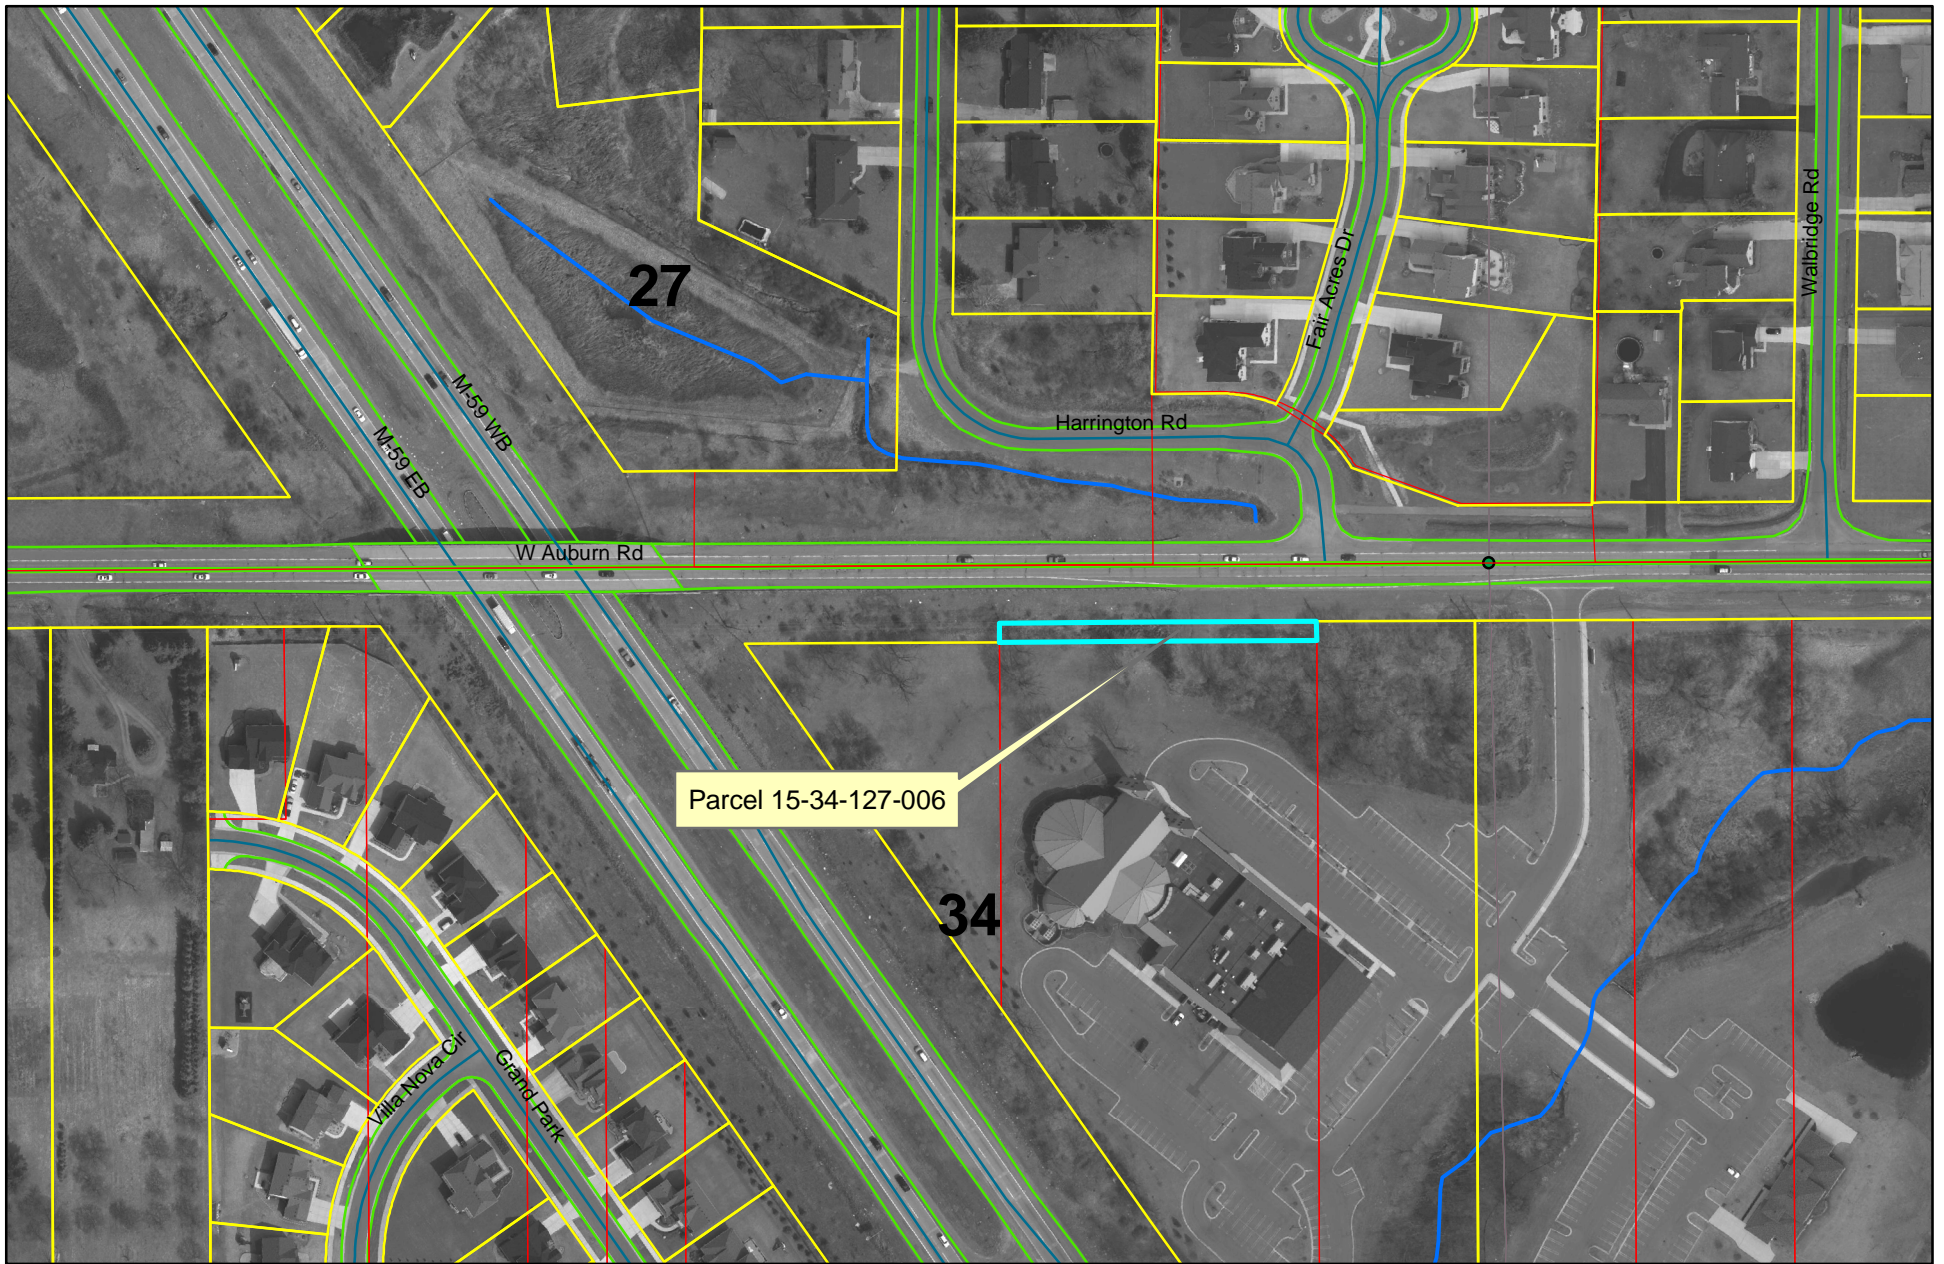 27
Fair Acres Dr
Walbridge Rd
M-59 WB
M-59 EB
Harrington Rd
W Auburn Rd
Parcel 15-34-127-006
34
Villa Nova Cir
Grand Park